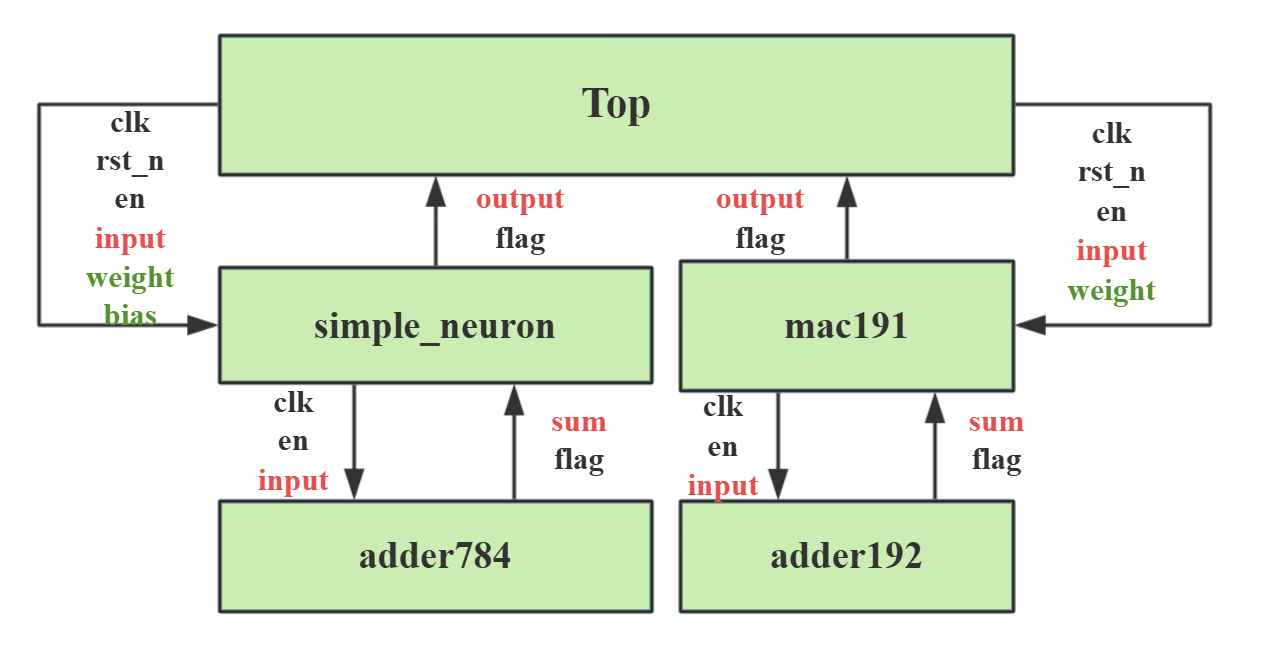 Top
clk
rst_n
en
input
weight
bias
output
flag
output
flag
clk
rst_n
en
input
weight
simple_neuron
mac191
clk
en
input
sum
flag
clk
en
input
sum
flag
adder784
adder192